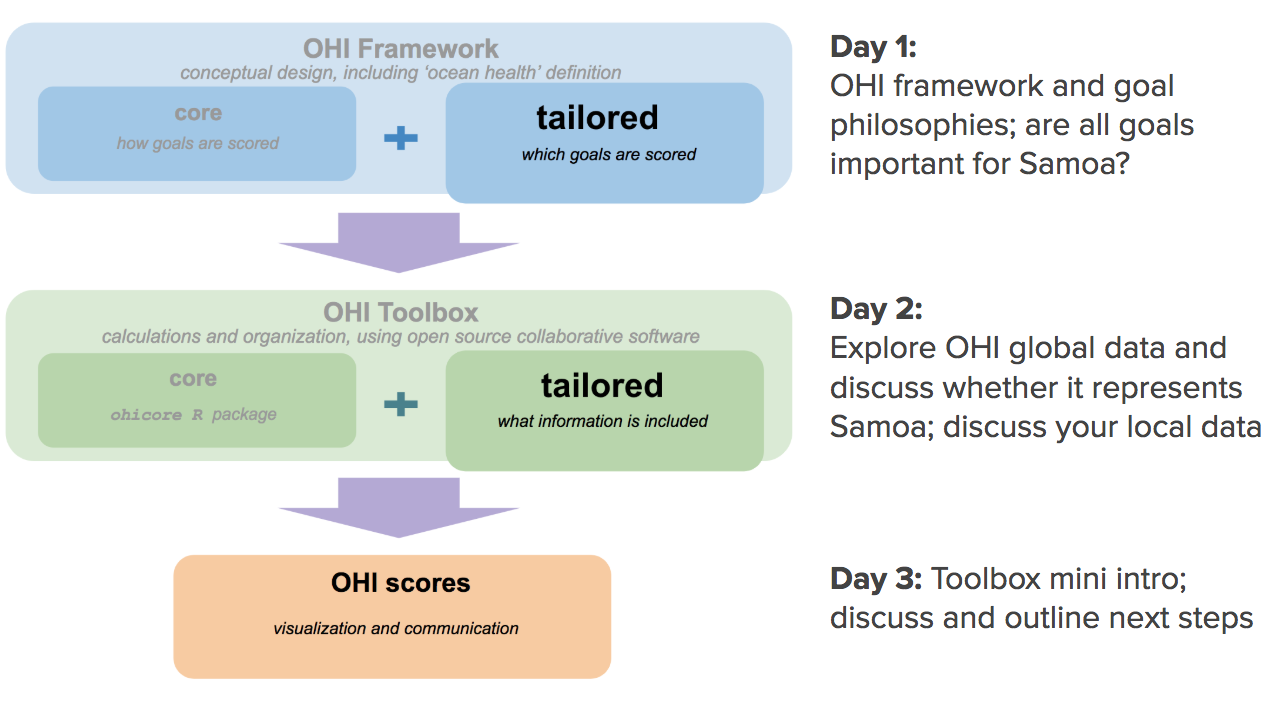 OHI Framework
conceptual design, including ‘ocean health’ definition
core
how goals are scored
+
tailored
which goals are scored
Day 1:
OHI framework and goal
philosophies; are all goals
important for Samoa?
OHI Toolbox
calculations and organization, using open source collaborative software
core
ohicore R package
+
tailored
what information is included
Day 2:
Explore OHI global data and
discuss whether it represents
Samoa; discuss your local data
OHI scores
visualization and communication
Day 3: Toolbox mini intro;
discuss and outline next steps